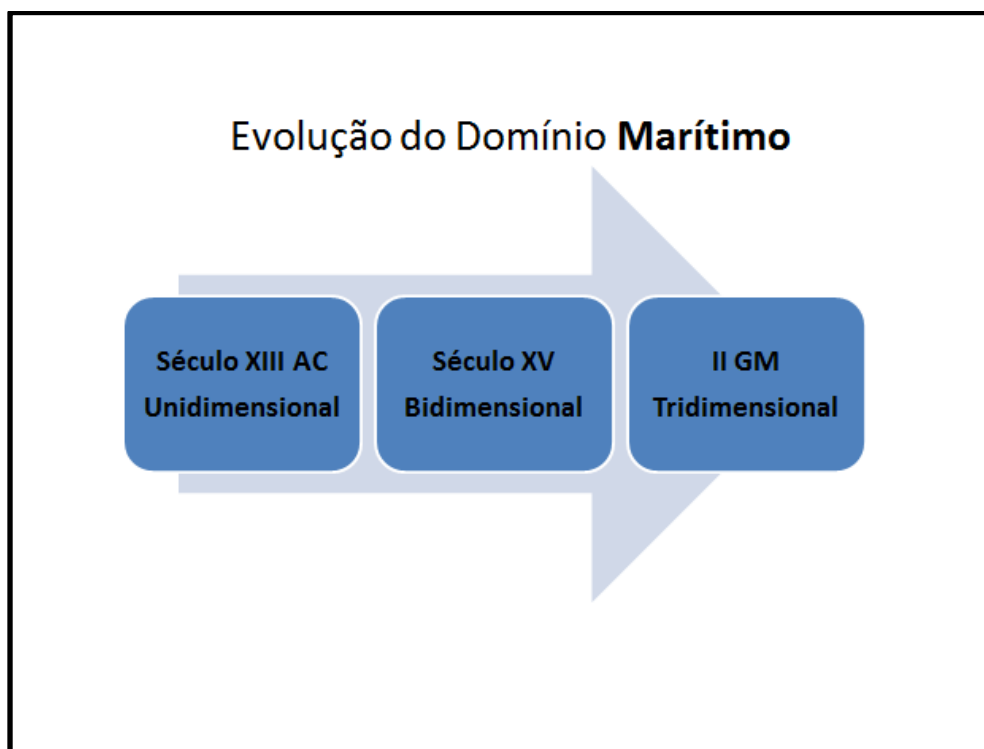 Evolução do Domínio Marítimo
Século XIII AC
Unidimensional
Século XV
Bidimensional
II GM
Tridimensional